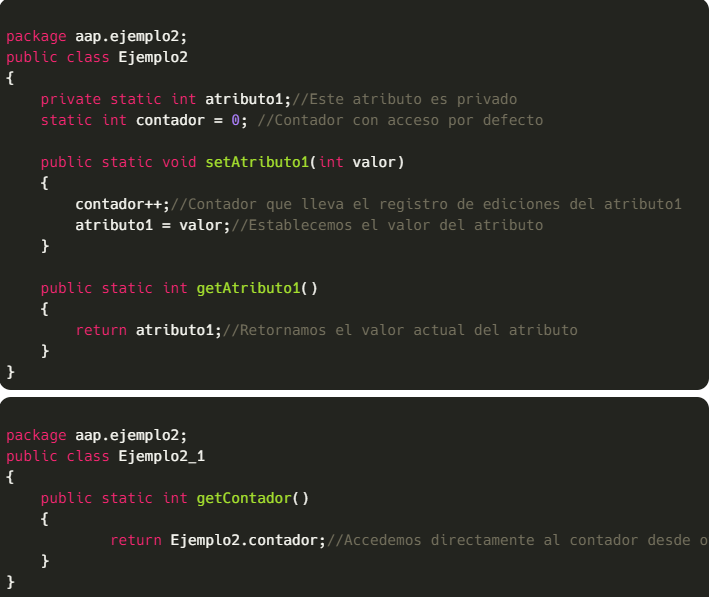 package aap.ejemplo2;
public class Ejemplo2
{
    private static int atributo1;//Este atributo es privado
    static int contador = 0; //Contador con acceso por defecto
    public static void setAtributo1(int valor)
    {
        contador++;//Contador que lleva el registro de ediciones del atributo1
        atributo1 = valor;//Establecemos el valor del atributo
    }
    public static int getAtributo1()
    {
        return atributo1;//Retornamos el valor actual del atributo
    }
}
package aap.ejemplo2;
public class Ejemplo2_1
{
    public static int getContador()
    {
            return Ejemplo2.contador;//Accedemos directamente al contador desde o
    }
}